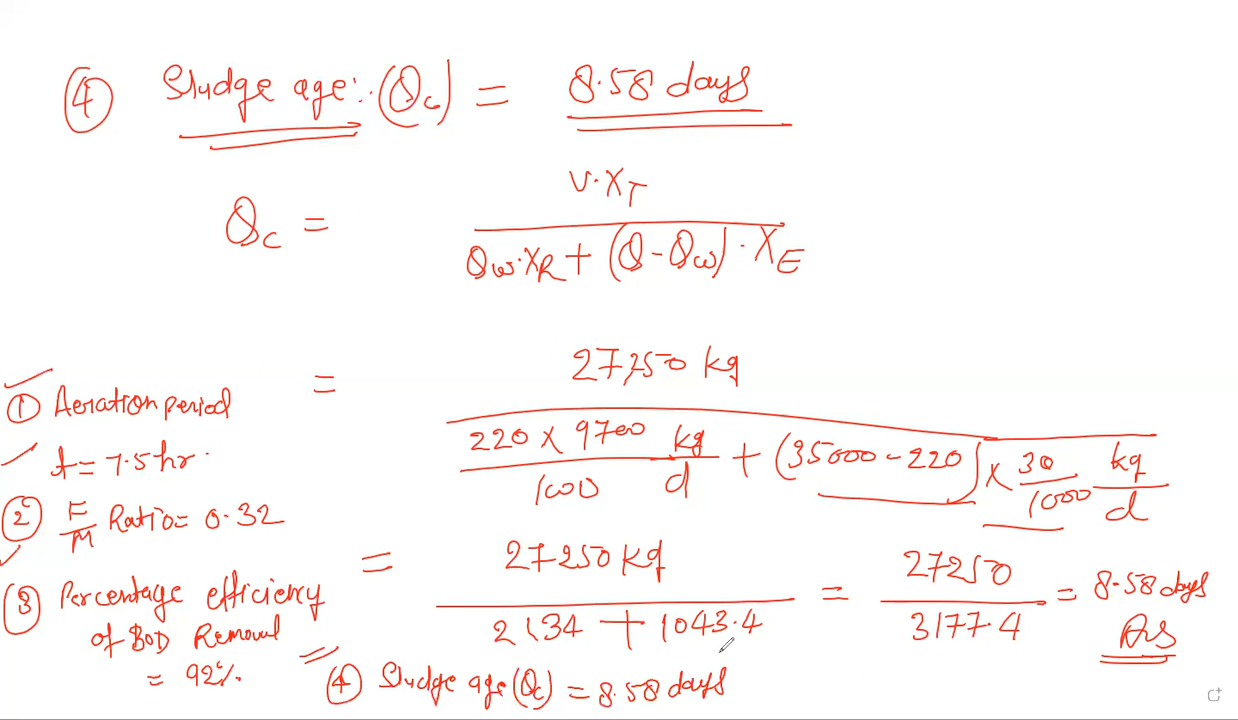 ④ Sludge age:. (θc) = 8.58 days
θc = V.XT / Qw.XR + (Q - Qw) . XE
= 27,250 kg / 220 x 9700/1000 kg/d + (35000 - 220) x 30/1000 kg/d
= 27250 kg / 2134 + 1043.4 = 27250 / 3177.4 = 8.58 days
Ans
① Aeration period
t = 7.5 hr.
② F/M Ratio = 0.32
③ Percentage efficiency
of BOD Removal
= 92%.
④ Sludge age (θc) = 8.58 days